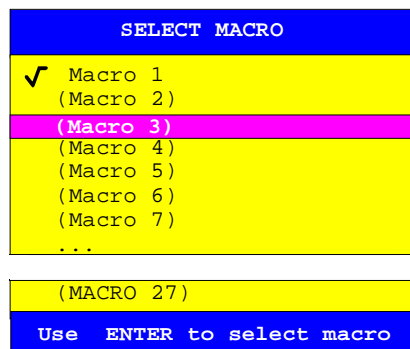 SELECT MACRO
√ Macro 1
(Macro 2)
(Macro 3)
(Macro 4)
(Macro 5)
(Macro 6)
(Macro 7)
...
(MACRO 27)
Use ENTER to select macro